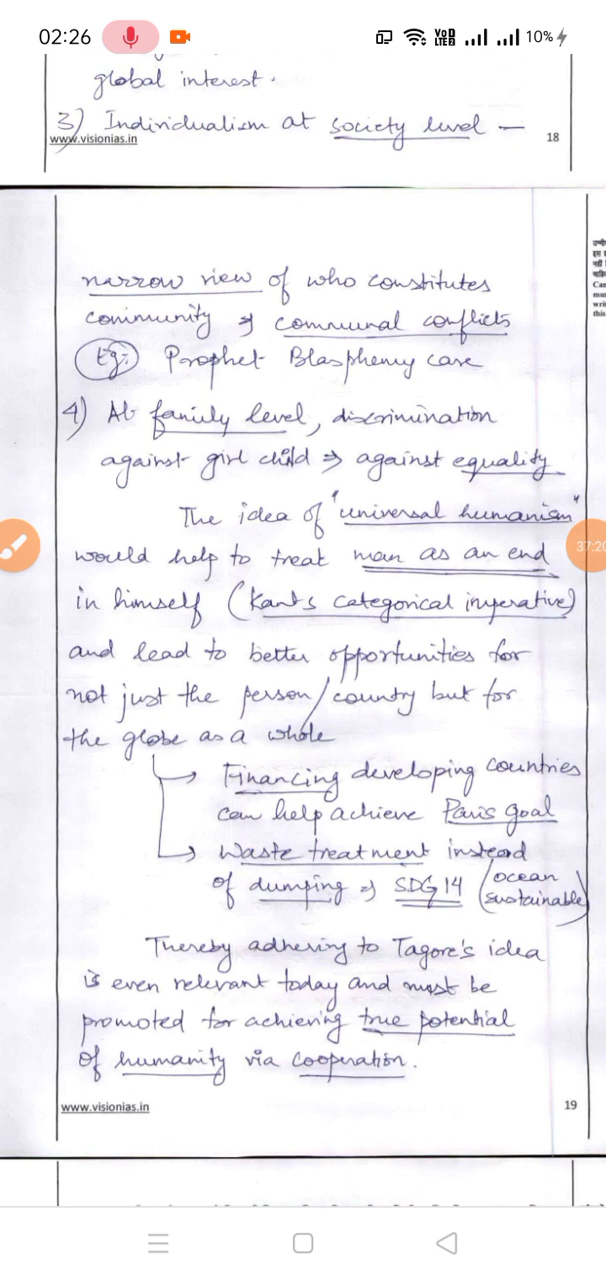 02:26
VoD LTE2
10%
global interest.
3) Individualism at society level –
www.visionias.in
18
narrow view of who constitutes
community ⇒ communal conflicts
Eg:- Prophet Blasphemy case
4) At family level, discrimination
against girl child ⇒ against equality
The idea of "universal humanism"
would help to treat man as an end
37:20
in himself (Kant's categorical imperative)
and lead to better opportunities for
not just the person/country but for
the globe as a whole
→ Financing developing countries
can help achieve Paris goal
→ Waste treatment instead
of dumping ⇒ SDG 14 (ocean
sustainable)
Thereby adhering to Tagore's idea
is even relevant today and must be
promoted for achieving true potential
of humanity via cooperation.
www.visionias.in
19